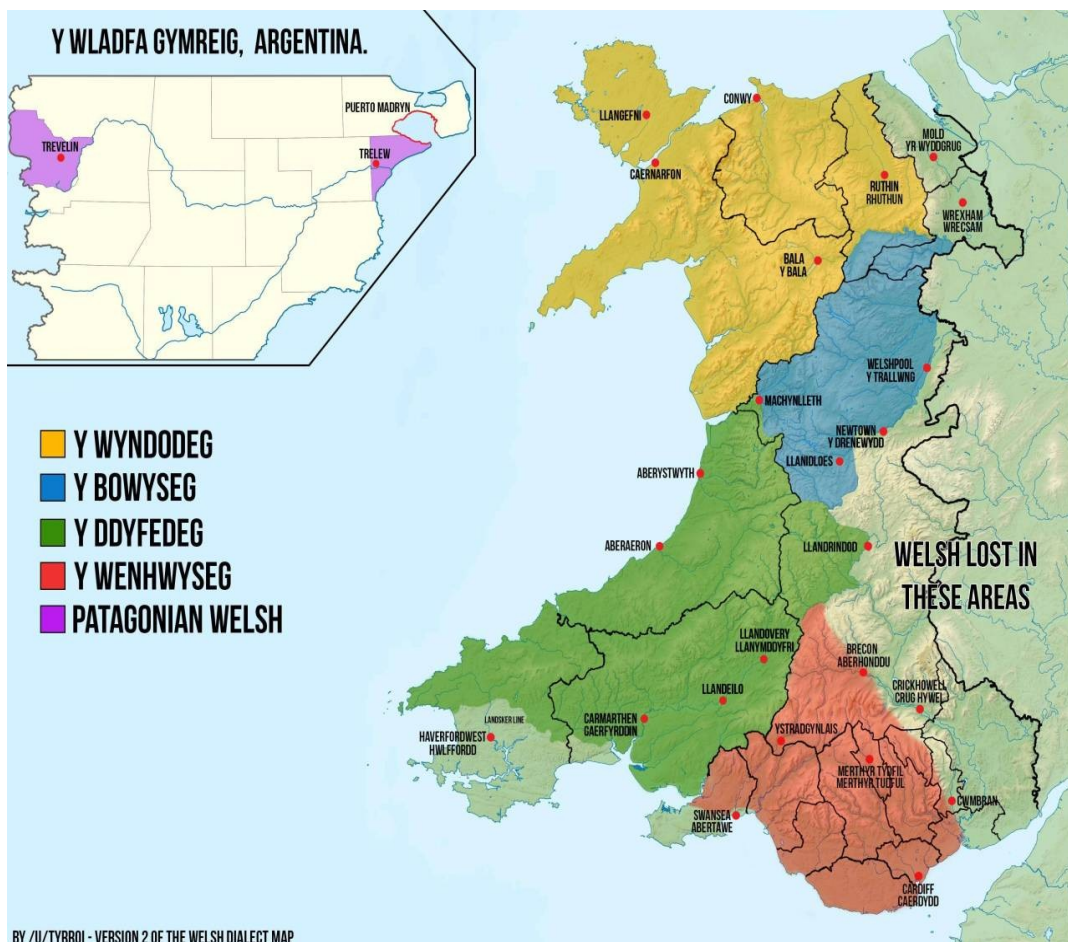 Y WLADFA GYMREIG, ARGENTINA.
PUERTO MADRYN
TREVELIN
TRELEW
Y WYNDODEG
Y BOWYSEG
Y DDYFEDEG
Y WENHWYSEG
PATAGONIAN WELSH
LLANGEFNI
CONWY
CAERNARFON
MOLD
YR WYDDGRUG
RUTHIN
RHUTHUN
WREXHAM
WRECSAM
BALA
Y BALA
WELSHPOOL
Y TRALLWNG
MACHYNLLETH
NEWTOWN
Y DRENEWYDD
LLANIDLOES
ABERYSTWYTH
ABERAERON
LLANDRINDOD
WELSH LOST IN
THESE AREAS
LLANDOVERY
LLANYMDDYFRI
BRECON
ABERHONDDU
CRICKHOWELL
CRUG HYWEL
LLANDEILO
LANDSKER LINE
CARMARTHEN
GAERFYRDDIN
HAVERFORDWEST
HWLFFORDD
YSTRADGYNLAIS
MERTHYR TYDFIL
MERTHYR TUDFUL
CWMBRAN
SWANSEA
ABERTAWE
CARDIFF
CAERDYDD
BY /U/TYRROI - VERSION 2 OF THE WELSH DIALECT MAP